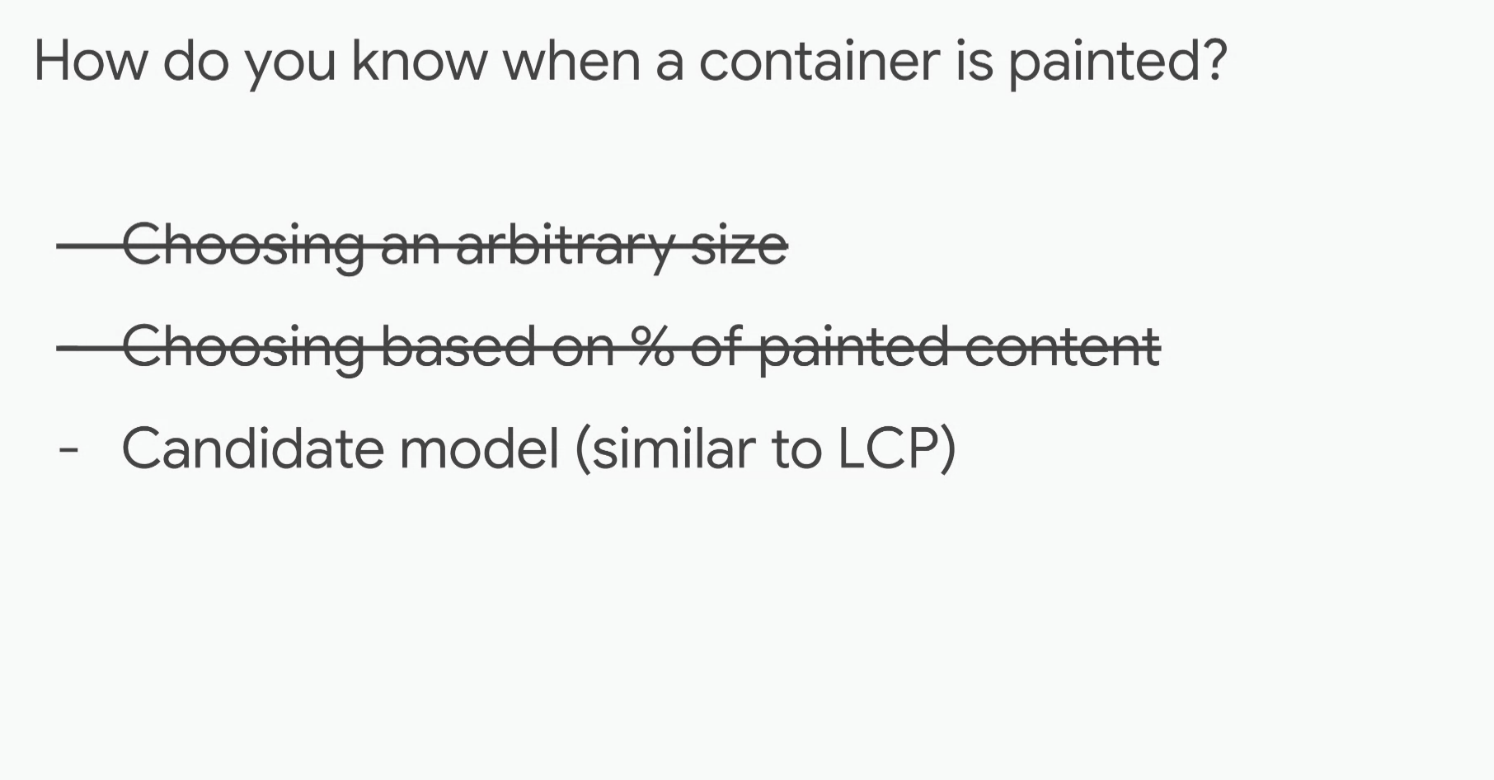 How do you know when a container is painted?
- Choosing an arbitrary size
- Choosing based on % of painted content
- Candidate model (similar to LCP)